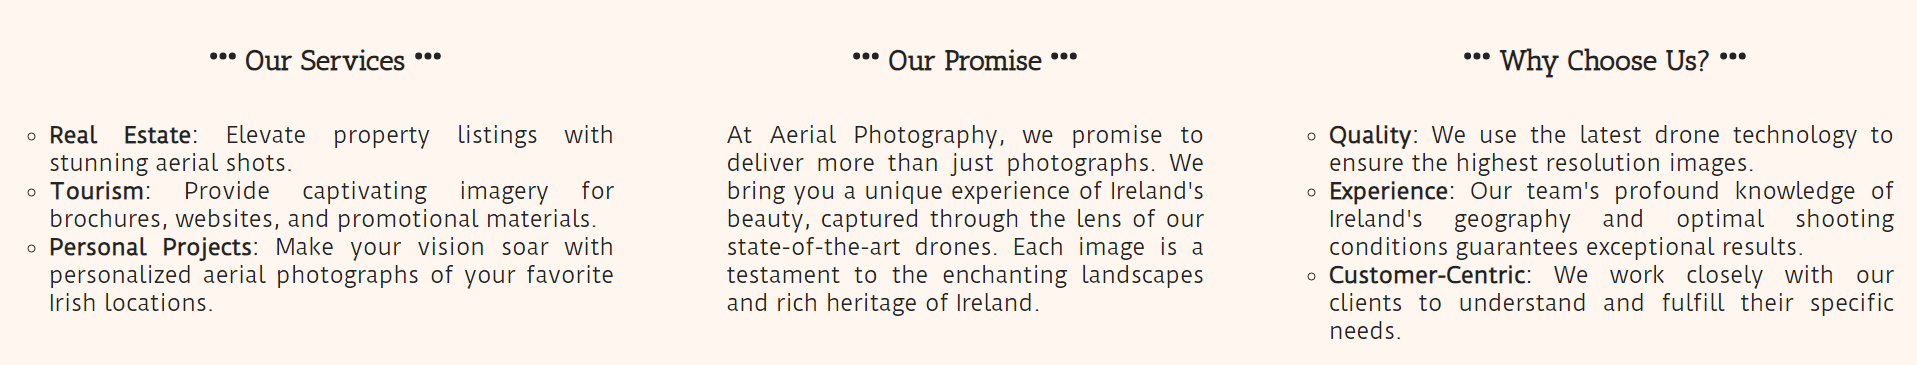 ••• Our Services •••
◦ Real Estate: Elevate property listings with
stunning aerial shots.
◦ Tourism: Provide captivating imagery for
brochures, websites, and promotional materials.
◦ Personal Projects: Make your vision soar with
personalized aerial photographs of your favorite
Irish locations.
••• Our Promise •••
At Aerial Photography, we promise to
deliver more than just photographs. We
bring you a unique experience of Ireland's
beauty, captured through the lens of our
state-of-the-art drones. Each image is a
testament to the enchanting landscapes
and rich heritage of Ireland.
••• Why Choose Us? •••
◦ Quality: We use the latest drone technology to
ensure the highest resolution images.
◦ Experience: Our team's profound knowledge of
Ireland's geography and optimal shooting
conditions guarantees exceptional results.
◦ Customer-Centric: We work closely with our
clients to understand and fulfill their specific
needs.